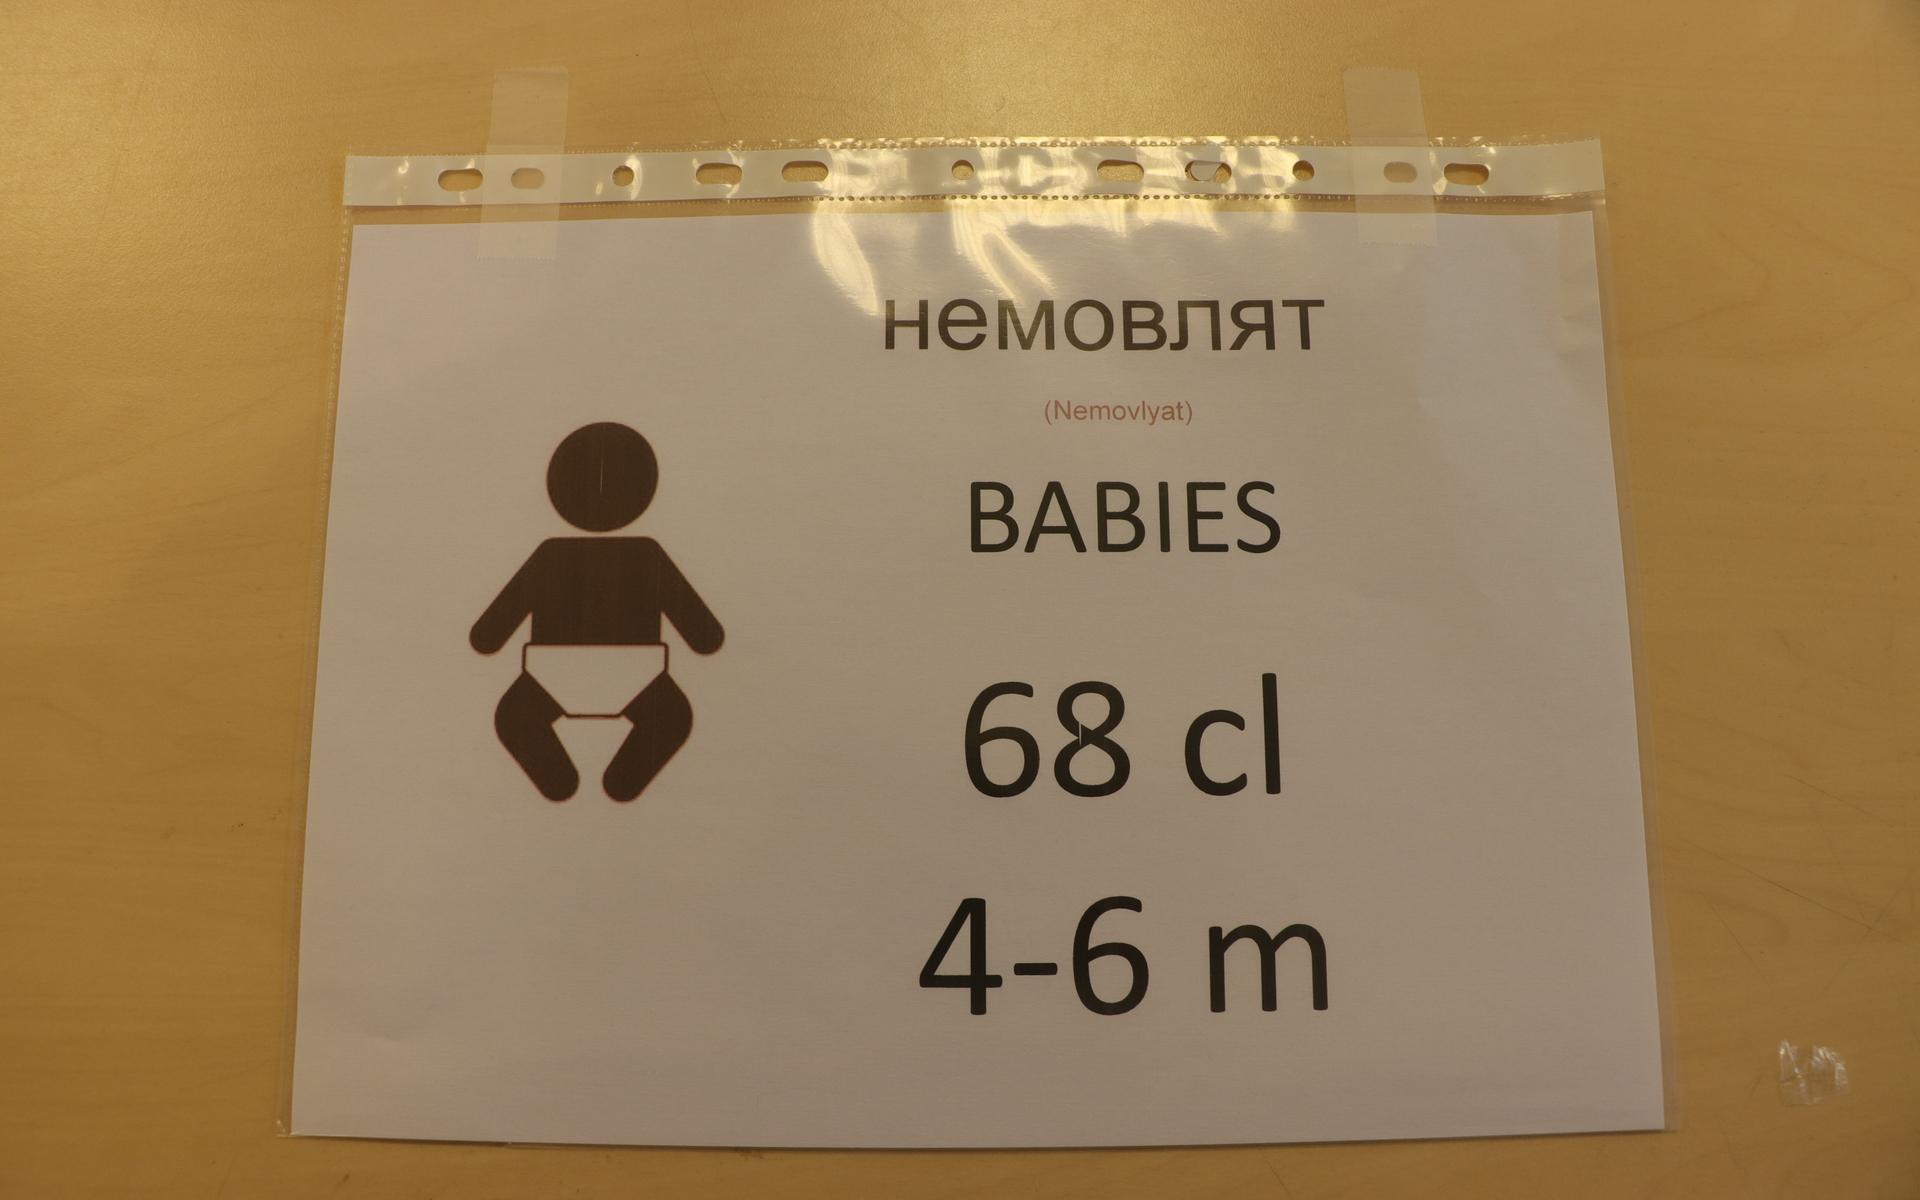 немовлят
(Nemovlyat)
BABIES
68 cl
4-6 m